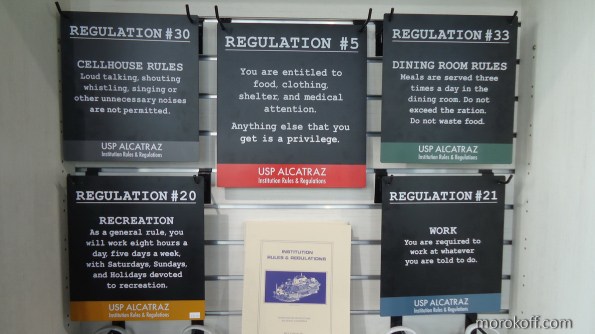 REGULATION #30
CELLHOUSE RULES
Loud talking, shouting
whistling, singing or
other unnecessary noises
are not permitted.
USP ALCATRAZ
Institution Rules & Regulations
REGULATION #5
You are entitled to
food, clothing,
shelter, and medical
attention.
Anything else that you
get is a privilege.
USP ALCATRAZ
Institution Rules & Regulations
REGULATION #33
DINING ROOM RULES
Meals are served three
times a day in the
dining room. Do not
exceed the ration.
Do not waste food.
USP ALCATRAZ
Institution Rules & Regulations
REGULATION #20
RECREATION
As a general rule, you
will work eight hours a
day, five days a week,
with Saturdays, Sundays,
and Holidays devoted
to recreation.
USP ALCATRAZ
Institution Rules & Regulations
INSTITUTION
RULES & REGULATIONS
REGULATION #21
WORK
You are required to
work at whatever
you are told to do.
USP ALCATRAZ
Institution Rules & Regulations
morokoff.com